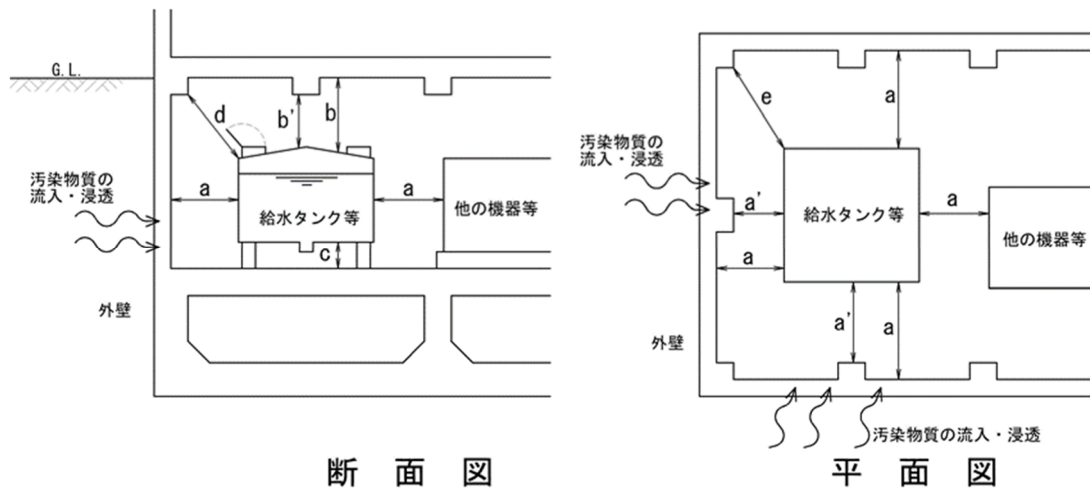 G.L.
d
b'
b
汚染物質の
流入・浸透
a
a
給水タンク等
他の機器等
c
外壁
断面図
e
a
汚染物質の
流入・浸透
a'
給水タンク等
a
他の機器等
a
a'
a
外壁
汚染物質の流入・浸透
平面図